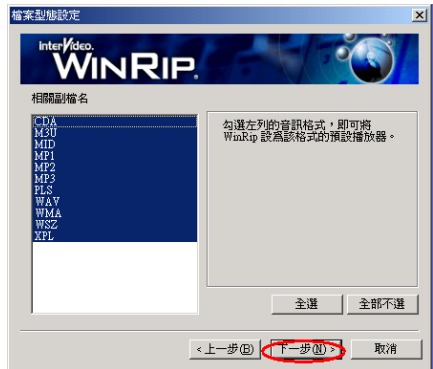 檔案型態設定
InterVideo.
WINRIP.
相關副檔名
CDA
M3U
MID
MP1
MP2
MP3
PLS
WAV
WMA
WSZ
XPL
勾選左列的音訊格式，即可將
WinRip 設為該格式的預設播放器。
全選
全部不選
<上一步(B)
下一步(N)>
取消